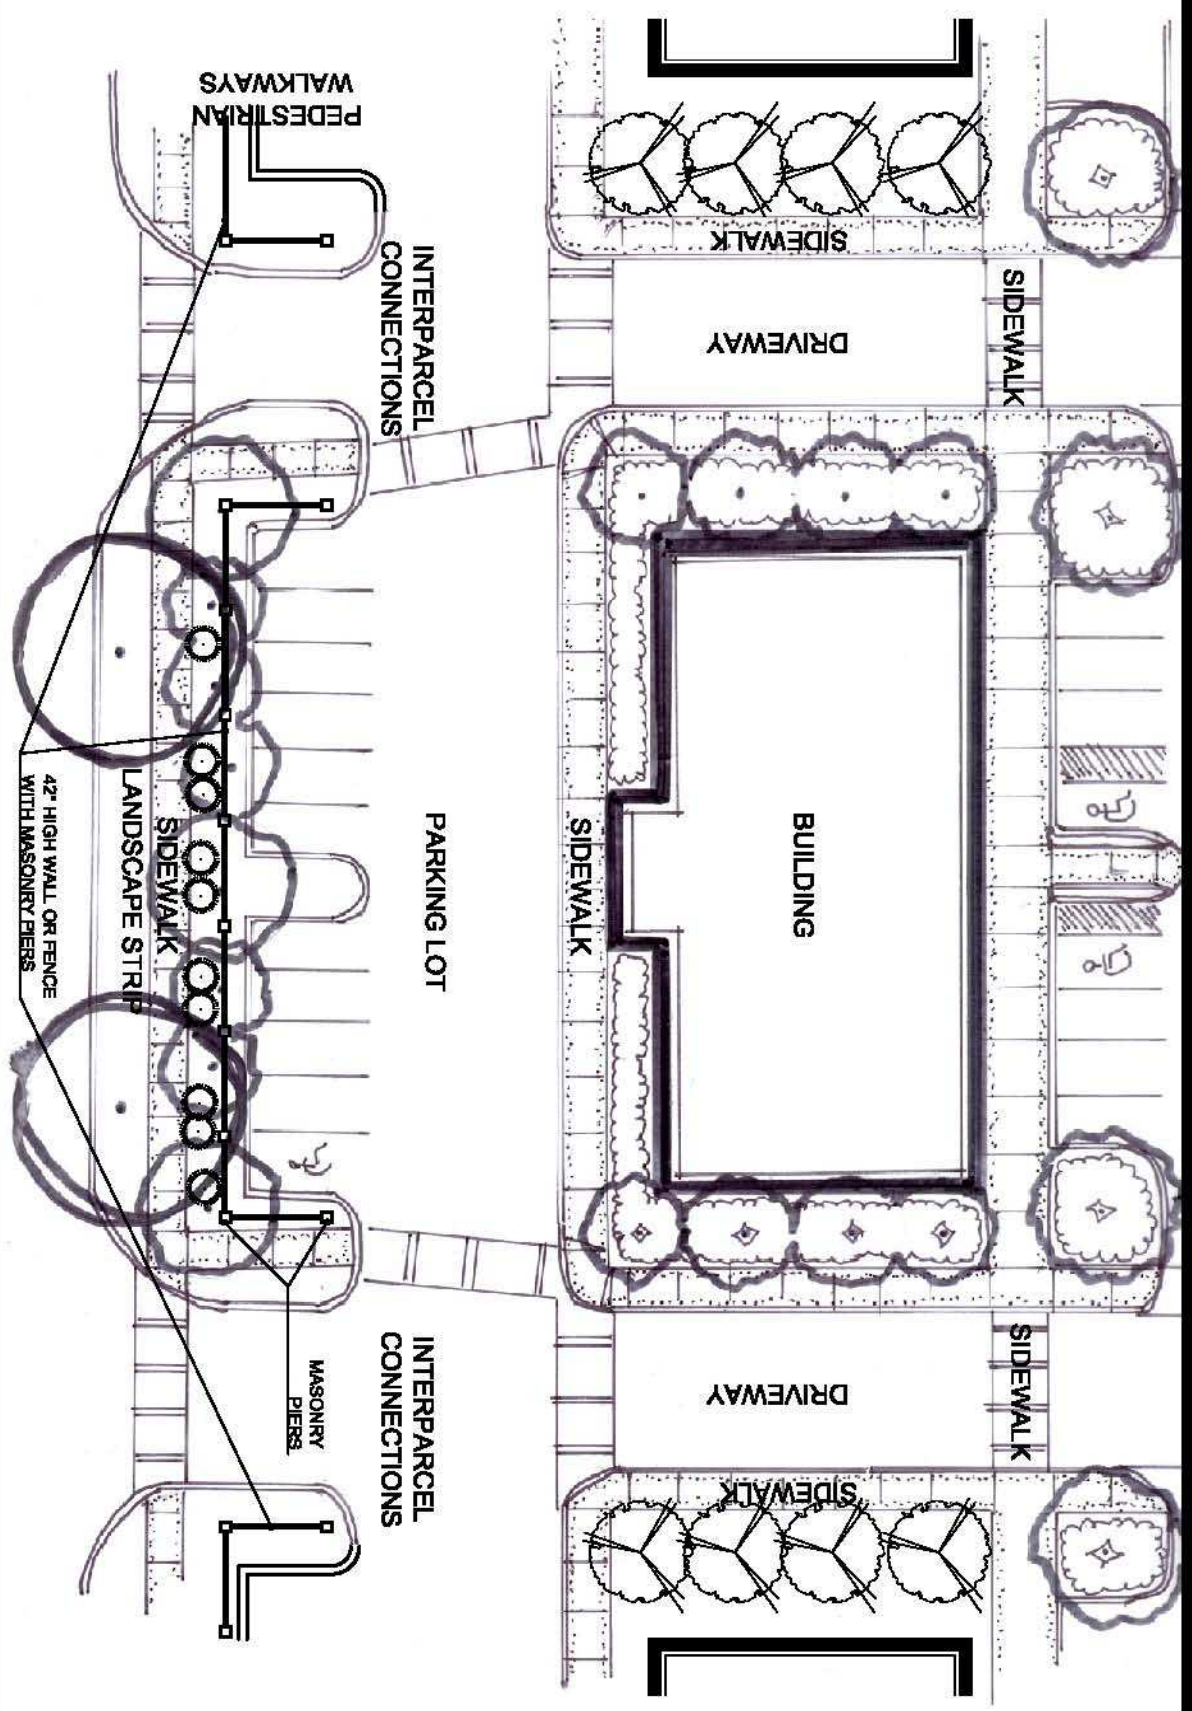 PEDESTRIAN
WALKWAYS
INTERPARCEL
CONNECTIONS
SIDEWALK
DRIVEWAY
SIDEWALK
BUILDING
SIDEWALK
PARKING LOT
SIDEWALK
LANDSCAPE STRIP
42" HIGH WALL OR FENCE
WITH MASONRY PIERS
MASONRY
PIERS
INTERPARCEL
CONNECTIONS
DRIVEWAY
SIDEWALK
SIDEWALK